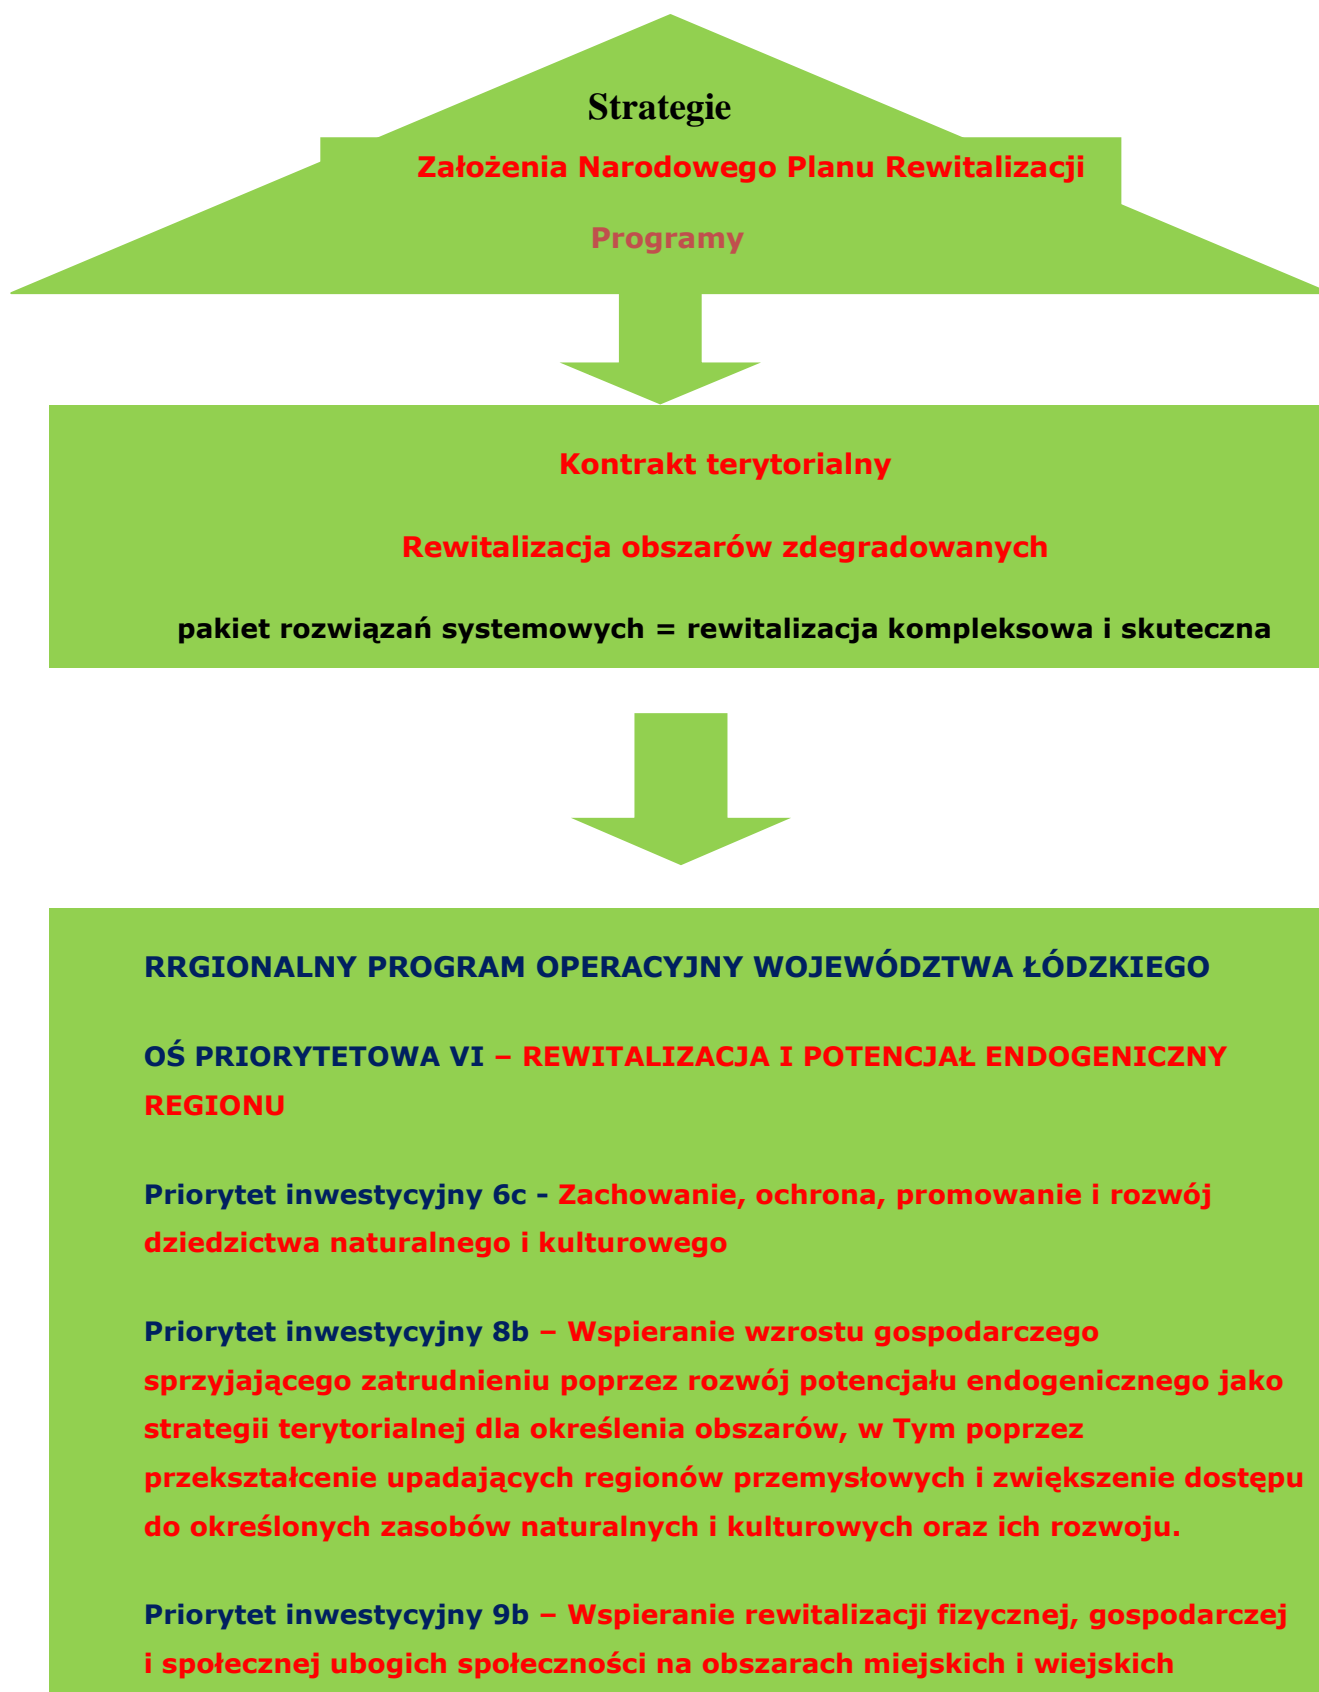 Strategie
Założenia Narodowego Planu Rewitalizacji
Programy
Kontrakt terytorialny
Rewitalizacja obszarów zdegradowanych
pakiet rozwiązań systemowych = rewitalizacja kompleksowa i skuteczna
RRGIONALNY PROGRAM OPERACYJNY WOJEWÓDZTWA ŁÓDZKIEGO
OŚ PRIORYTETOWA VI – REWITALIZACJA I POTENCJAŁ ENDOGENICZNY
REGIONU
Priorytet inwestycyjny 6c - Zachowanie, ochrona, promowanie i rozwój
dziedzictwa naturalnego i kulturowego
Priorytet inwestycyjny 8b – Wspieranie wzrostu gospodarczego
sprzyjającego zatrudnieniu poprzez rozwój potencjału endogenicznego jako
strategii terytorialnej dla określenia obszarów, w Tym poprzez
przekształcenie upadających regionów przemysłowych i zwiększenie dostępu
do określonych zasobów naturalnych i kulturowych oraz ich rozwoju.
Priorytet inwestycyjny 9b – Wspieranie rewitalizacji fizycznej, gospodarczej
i społecznej ubogich społeczności na obszarach miejskich i wiejskich